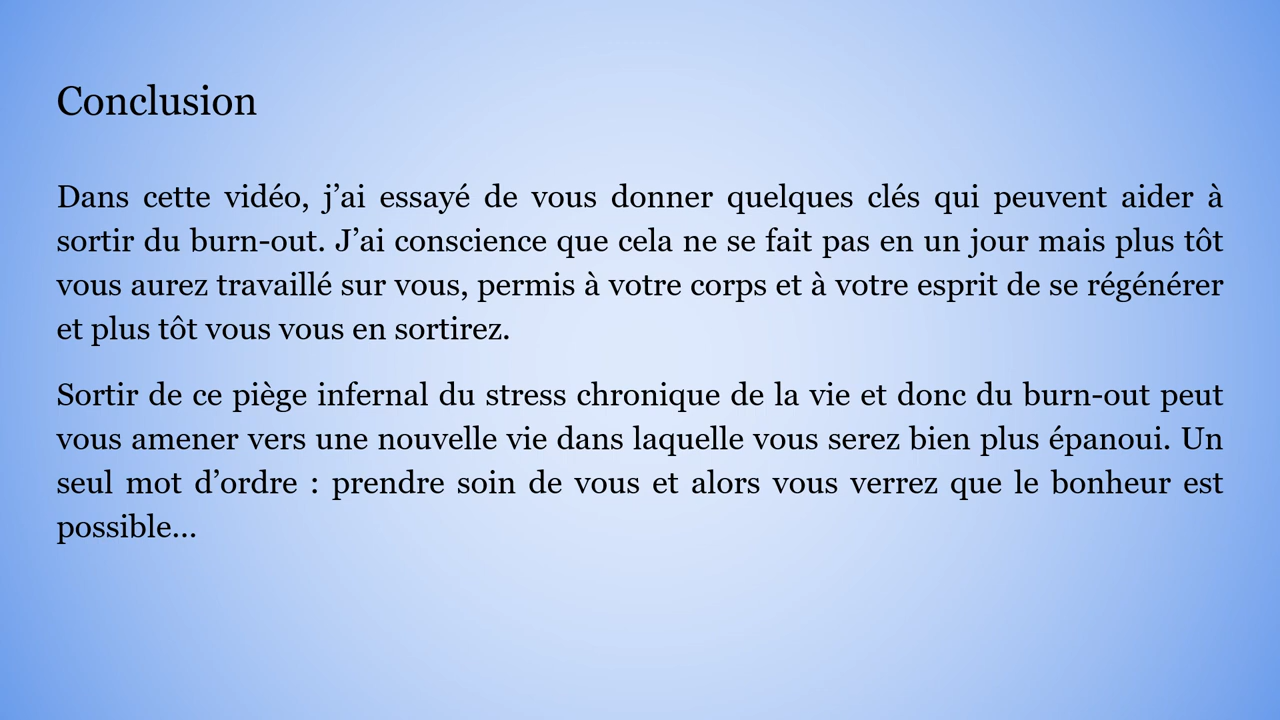 Conclusion
Dans cette vidéo, j’ai essayé de vous donner quelques clés qui peuvent aider à
sortir du burn-out. J’ai conscience que cela ne se fait pas en un jour mais plus tôt
vous aurez travaillé sur vous, permis à votre corps et à votre esprit de se régénérer
et plus tôt vous vous en sortirez.
Sortir de ce piège infernal du stress chronique de la vie et donc du burn-out peut
vous amener vers une nouvelle vie dans laquelle vous serez bien plus épanoui. Un
seul mot d’ordre : prendre soin de vous et alors vous verrez que le bonheur est
possible...